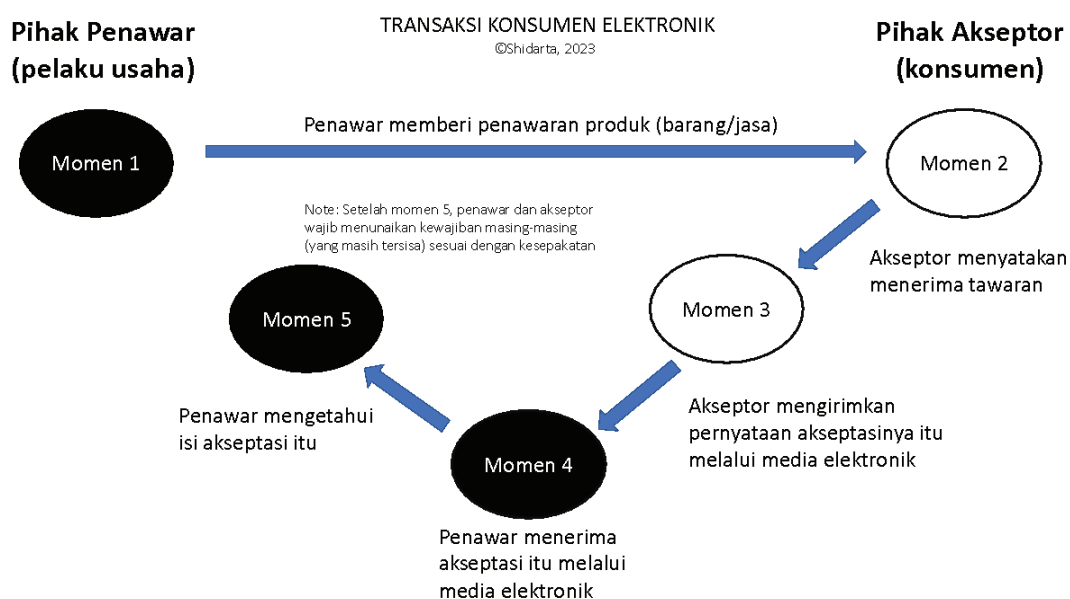 Pihak Penawar
(pelaku usaha)
TRANSAKSI KONSUMEN ELEKTRONIK
©Shidarta, 2023
Pihak Akseptor
(konsumen)
Momen 1
Penawar memberi penawaran produk (barang/jasa)
Momen 2
Note: Setelah momen 5, penawar dan akseptor
wajib menunaikan kewajiban masing-masing
(yang masih tersisa) sesuai dengan kesepakatan
Akseptor menyatakan
menerima tawaran
Momen 3
Momen 5
Akseptor mengirimkan
pernyataan akseptasinya itu
melalui media elektronik
Penawar mengetahui
isi akseptasi itu
Momen 4
Penawar menerima
akseptasi itu melalui
media elektronik